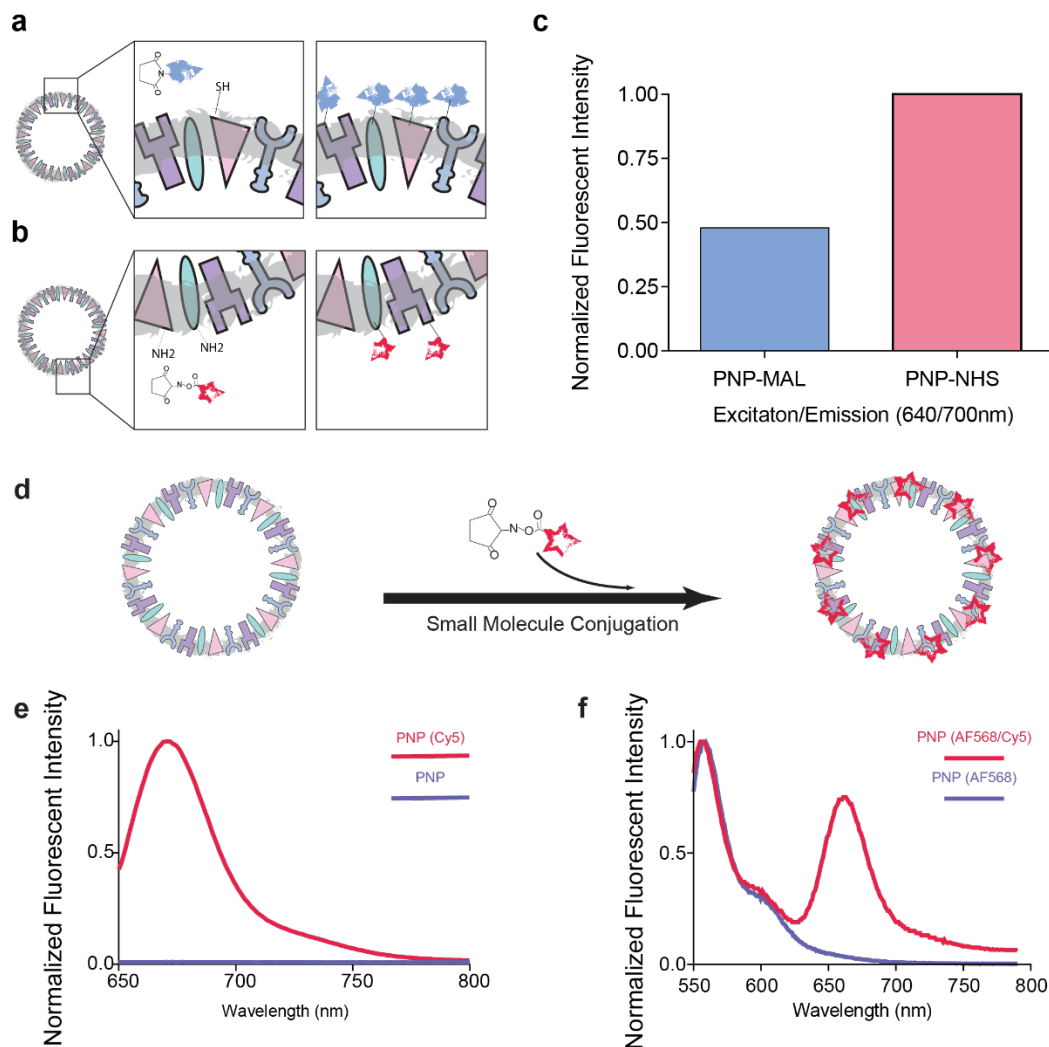 a
O
N
O
SH
b
NH2
NH2
O
O
N
O
O
c
Normalized Fluorescent Intensity
1.00
0.75
0.50
0.25
0.00
PNP-MAL PNP-NHS
Excitaton/Emission (640/700nm)
d
O
O
N
O
O
Small Molecule Conjugation
e
Normalized Fluorescent Intensity
1.0
0.5
0.0
PNP (Cy5)
PNP
650 700 750 800
Wavelength (nm)
f
Normalized Fluorescent Intensity
1.0
0.5
0.0
PNP (AF568/Cy5)
PNP (AF568)
550 600 650 700 750 800
Wavelength (nm)